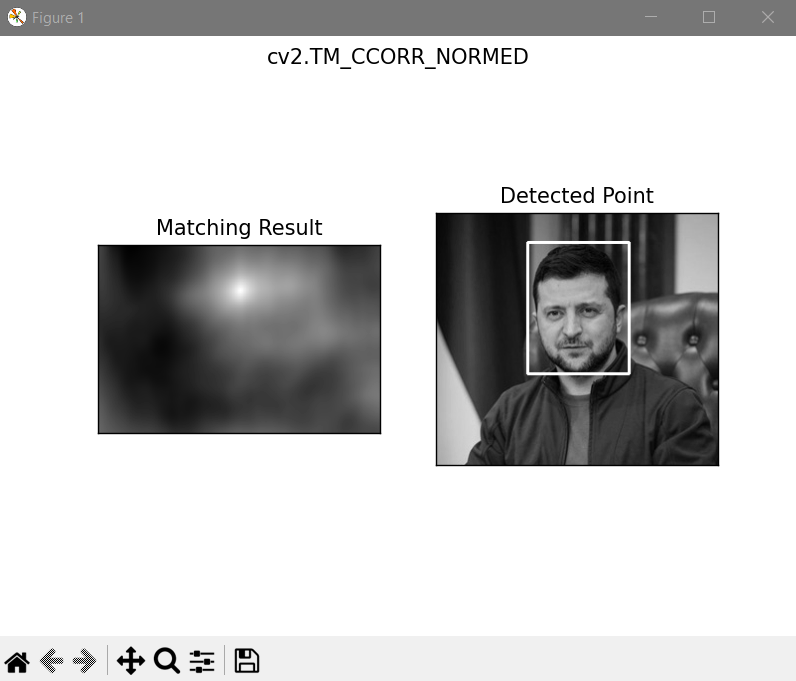 Figure 1
cv2.TM_CCORR_NORMED
Matching Result
Detected Point